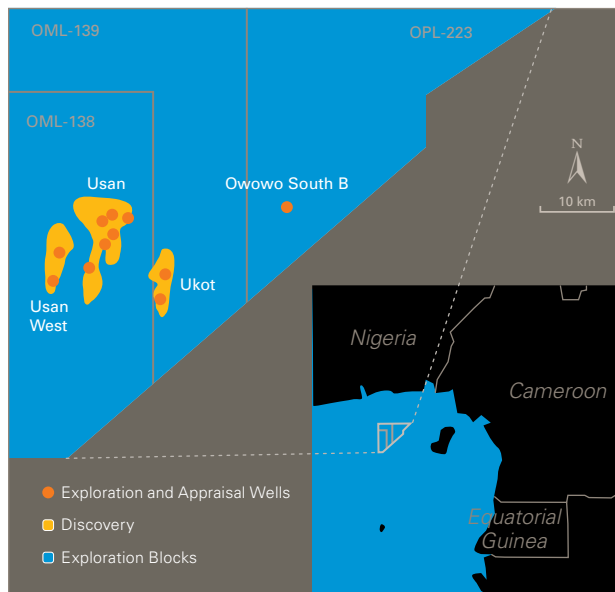 OML-139
OPL-223
OML-138
Usan
Owowo South B
N
10 km
Ukot
Usan
West
Nigeria
Cameroon
Exploration and Appraisal Wells
Discovery
Equatorial
Guinea
Exploration Blocks